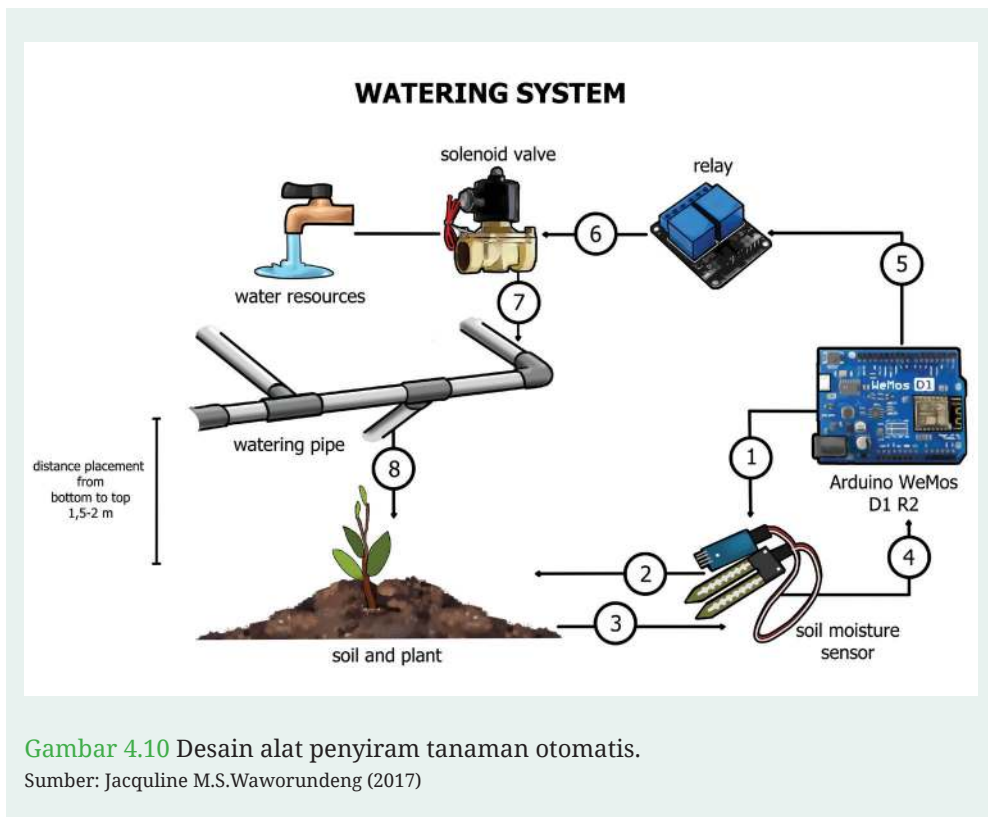 WATERING SYSTEM
solenoid valve
relay
water resources
6
5
7
WeMos D1
watering pipe
distance placement
from
bottom to top
1,5-2 m
8
1
Arduino WeMos
D1 R2
2
4
3
soil moisture
sensor
soil and plant
Gambar 4.10 Desain alat penyiram tanaman otomatis.
Sumber: Jacquline M.S.Waworundeng (2017)